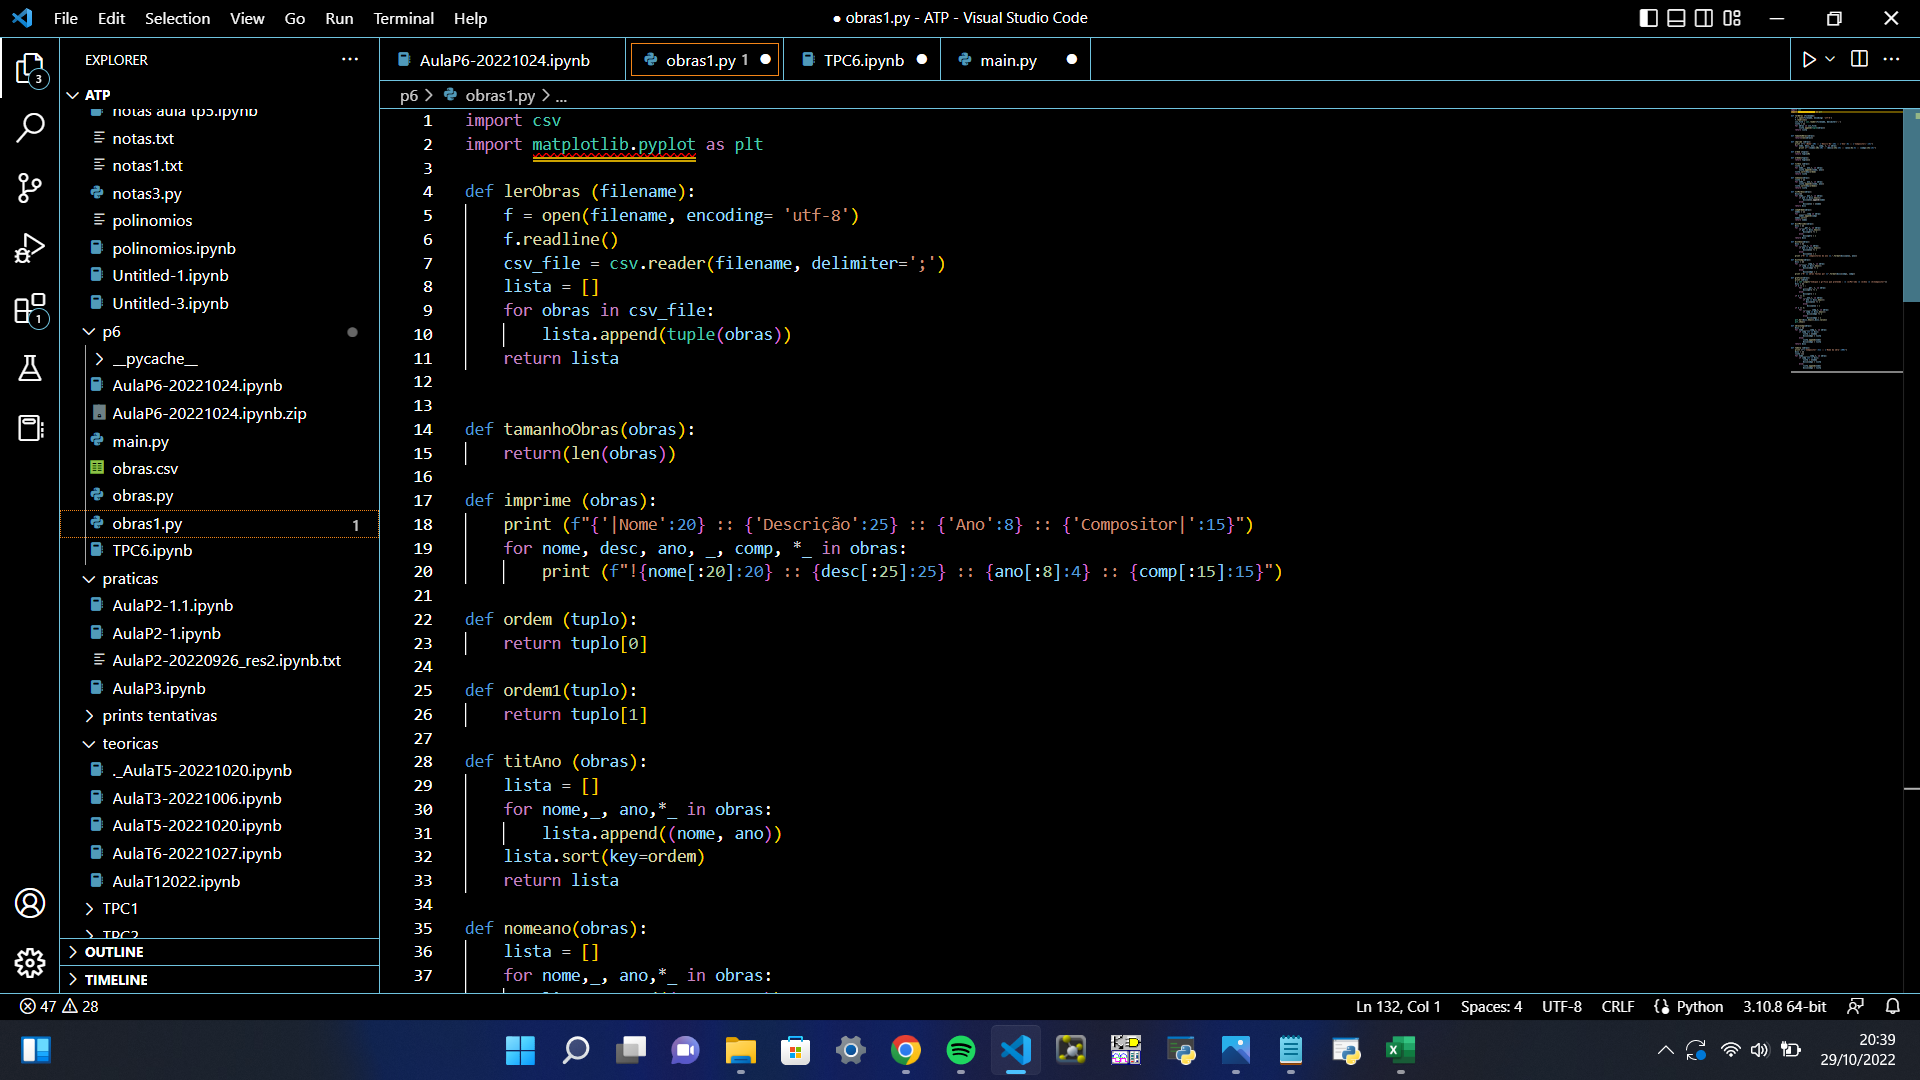 File Edit Selection View Go Run Terminal Help
● obras1.py - ATP - Visual Studio Code
EXPLORER
AulaP6-20221024.ipynb
obras1.py 1
TPC6.ipynb
main.py
3
1
ATP
notas aula tp5.ipynb
notas.txt
notas1.txt
notas3.py
polinomios
polinomios.ipynb
Untitled-1.ipynb
Untitled-3.ipynb
p6
__pycache__
AulaP6-20221024.ipynb
AulaP6-20221024.ipynb.zip
main.py
obras.csv
obras.py
obras1.py 1
TPC6.ipynb
praticas
AulaP2-1.1.ipynb
AulaP2-1.ipynb
AulaP2-20220926_res2.ipynb.txt
AulaP3.ipynb
prints tentativas
teoricas
._AulaT5-20221020.ipynb
AulaT3-20221006.ipynb
AulaT5-20221020.ipynb
AulaT6-20221027.ipynb
AulaT12022.ipynb
TPC1
TPC2
OUTLINE
TIMELINE
p6 > obras1.py > ...
1 import csv
2 import matplotlib.pyplot as plt
3
4 def lerObras (filename):
5 f = open(filename, encoding= 'utf-8')
6 f.readline()
7 csv_file = csv.reader(filename, delimiter=';')
8 lista = []
9 for obras in csv_file:
10 lista.append(tuple(obras))
11 return lista
12
13
14 def tamanhoObras(obras):
15 return(len(obras))
16
17 def imprime (obras):
18 print (f"{'|Nome':20} :: {'Descrição':25} :: {'Ano':8} :: {'Compositor|':15}")
19 for nome, desc, ano, _, comp, *_ in obras:
20 print (f"!{nome[:20]:20} :: {desc[:25]:25} :: {ano[:8]:4} :: {comp[:15]:15}")
21
22 def ordem (tuplo):
23 return tuplo[0]
24
25 def ordem1(tuplo):
26 return tuplo[1]
27
28 def titAno (obras):
29 lista = []
30 for nome,_, ano,*_ in obras:
31 lista.append((nome, ano))
32 lista.sort(key=ordem)
33 return lista
34
35 def nomeano(obras):
36 lista = []
37 for nome,_, ano,*_ in obras:
47 28
Ln 132, Col 1 Spaces: 4 UTF-8 CRLF Python 3.10.8 64-bit
20:39
29/10/2022